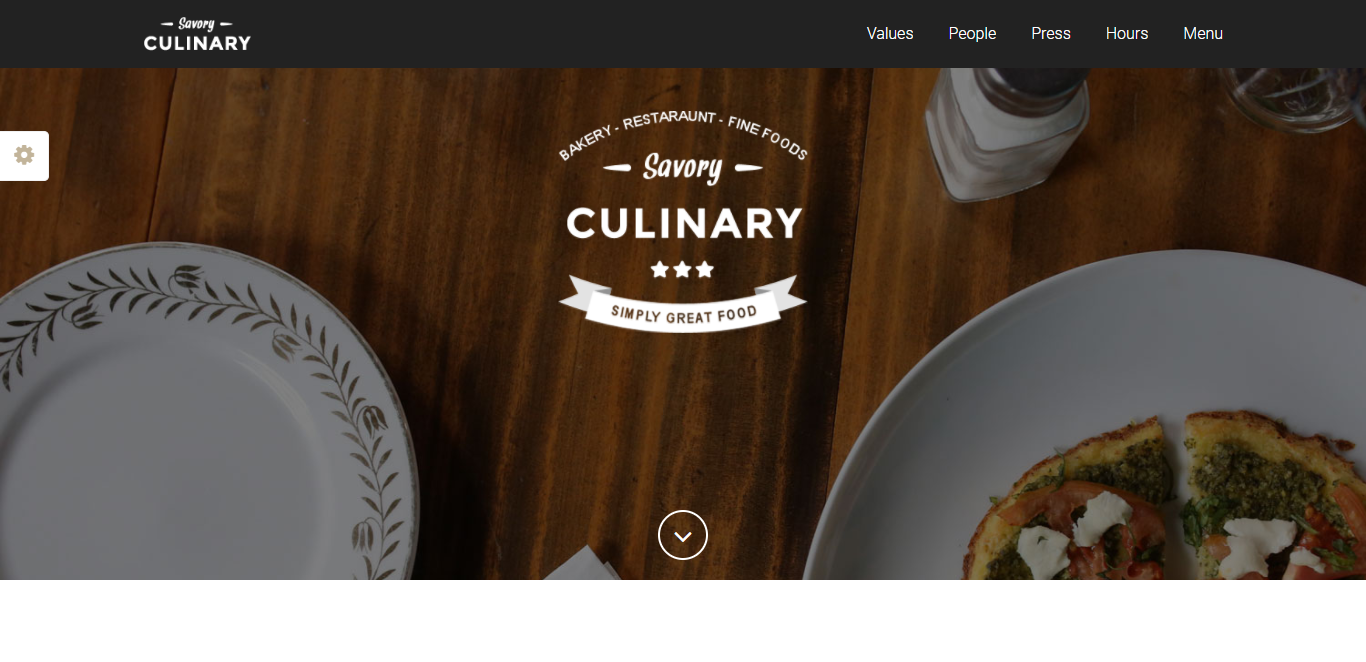 Savory
CULINARY
Values People Press Hours Menu
BAKERY - RESTARAUNT - FINE FOODS
Savory
CULINARY
SIMPLY GREAT FOOD